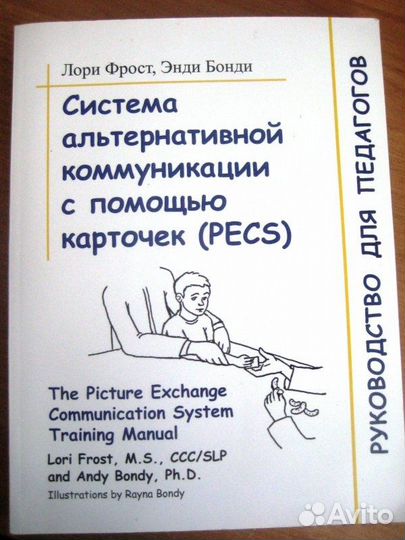 Лори Фрост, Энди Бонди
Система
альтернативной
коммуникации
с помощью
карточек (PECS)
The Picture Exchange
Communication System
Training Manual
Lori Frost, M.S., CCC/SLP
and Andy Bondy, Ph.D.
Illustrations by Rayna Bondy
РУКОВОДСТВО ДЛЯ ПЕДАГОГОВ
Avito